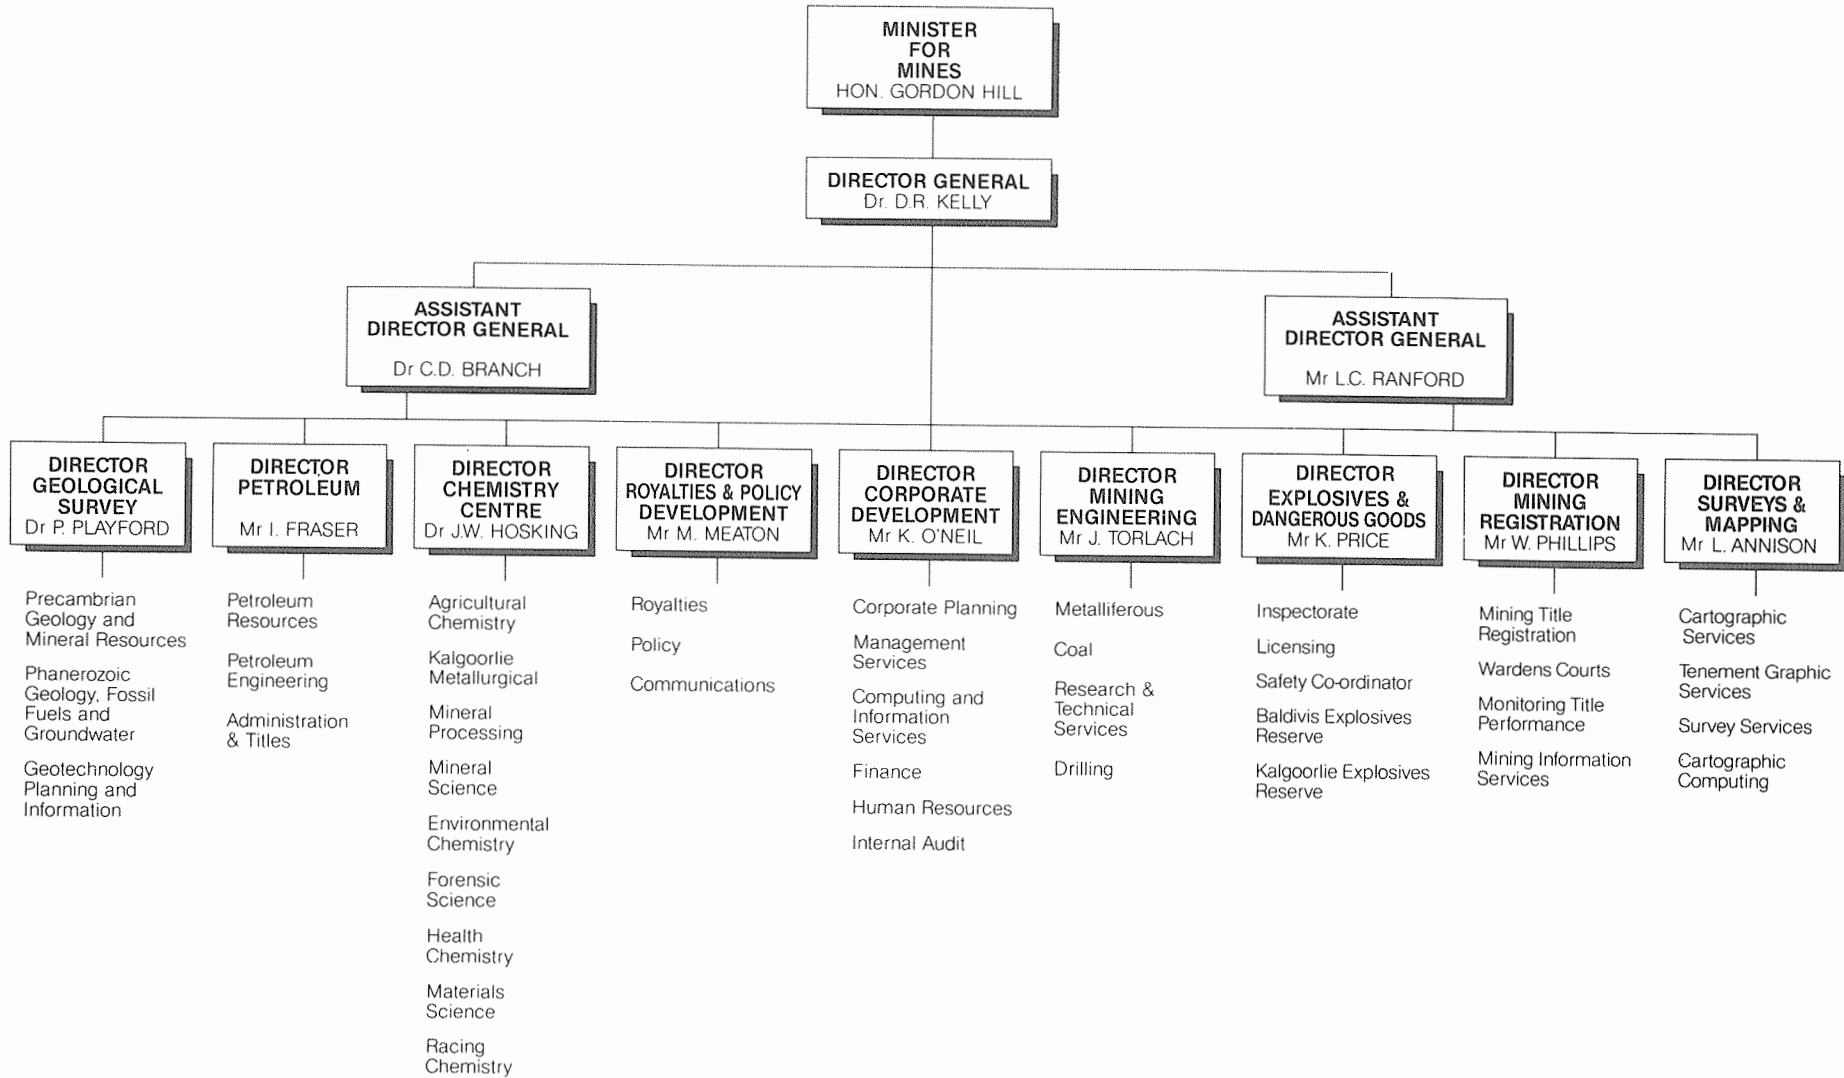 MINISTER
FOR
MINES
HON. GORDON HILL
DIRECTOR GENERAL
Dr. D.R. KELLY
ASSISTANT
DIRECTOR GENERAL
Dr C.D. BRANCH
ASSISTANT
DIRECTOR GENERAL
Mr L.C. RANFORD
DIRECTOR
GEOLOGICAL
SURVEY
Dr P. PLAYFORD
Precambrian
Geology and
Mineral Resources
Phanerozoic
Geology, Fossil
Fuels and
Groundwater
Geotechnology
Planning and
Information
DIRECTOR
PETROLEUM
Mr I. FRASER
Petroleum
Resources
Petroleum
Engineering
Administration
& Titles
DIRECTOR
CHEMISTRY
CENTRE
Dr J.W. HOSKING
Agricultural
Chemistry
Kalgoorlie
Metallurgical
Mineral
Processing
Mineral
Science
Environmental
Chemistry
Forensic
Science
Health
Chemistry
Materials
Science
Racing
Chemistry
DIRECTOR
ROYALTIES & POLICY
DEVELOPMENT
Mr M. MEATON
Royalties
Policy
Communications
DIRECTOR
CORPORATE
DEVELOPMENT
Mr K. O'NEIL
Corporate Planning
Management
Services
Computing and
Information
Services
Finance
Human Resources
Internal Audit
DIRECTOR
MINING
ENGINEERING
Mr J. TORLACH
Metalliferous
Coal
Research &
Technical
Services
Drilling
DIRECTOR
EXPLOSIVES &
DANGEROUS GOODS
Mr K. PRICE
Inspectorate
Licensing
Safety Co-ordinator
Baldivis Explosives
Reserve
Kalgoorlie Explosives
Reserve
DIRECTOR
MINING
REGISTRATION
Mr W. PHILLIPS
Mining Title
Registration
Wardens Courts
Monitoring Title
Performance
Mining Information
Services
DIRECTOR
SURVEYS &
MAPPING
Mr L. ANNISON
Cartographic
Services
Tenement Graphic
Services
Survey Services
Cartographic
Computing